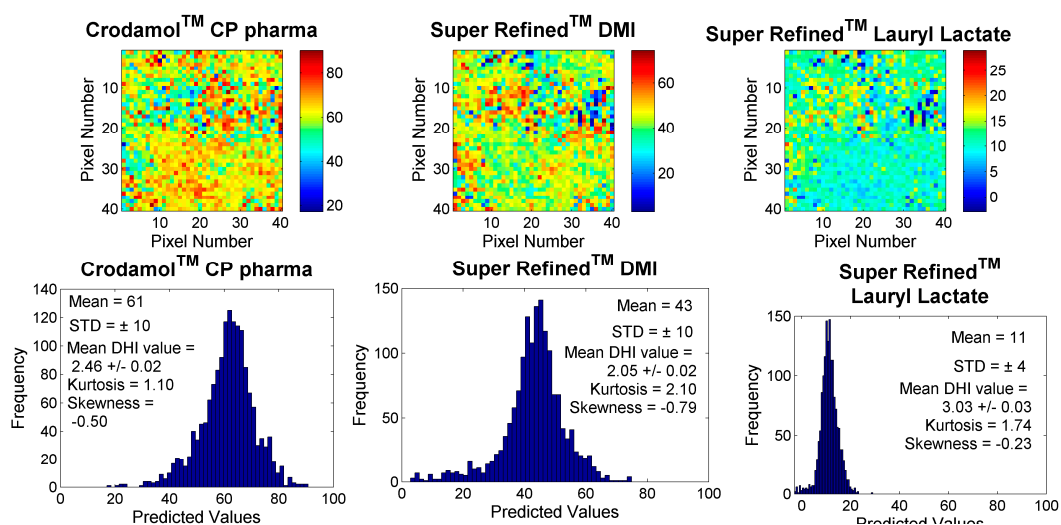 Crodamol™ CP pharma
Pixel Number
10
20
30
40
10 20 30 40
Pixel Number
80
60
40
20
Super Refined™ DMI
Pixel Number
10
20
30
40
10 20 30 40
Pixel Number
60
40
20
Super Refined™ Lauryl Lactate
Pixel Number
10
20
30
40
10 20 30 40
Pixel Number
25
20
15
10
5
0
Crodamol™ CP pharma
Frequency
140
120
100
80
60
40
20
0
Mean = 61
STD = ± 10
Mean DHI value =
2.46 +/- 0.02
Kurtosis = 1.10
Skewness =
-0.50
0 20 40 60 80 100
Predicted Values
Super Refined™ DMI
Frequency
150
100
50
0
Mean = 43
STD = ± 10
Mean DHI value =
2.05 +/- 0.02
Kurtosis = 2.10
Skewness = -0.79
0 20 40 60 80 100
Predicted Values
Super Refined™
Lauryl Lactate
Frequency
150
100
50
0
Mean = 11
STD = ± 4
Mean DHI value =
3.03 +/- 0.03
Kurtosis = 1.74
Skewness = -0.23
0 20 40 60 80 100
Predicted Values